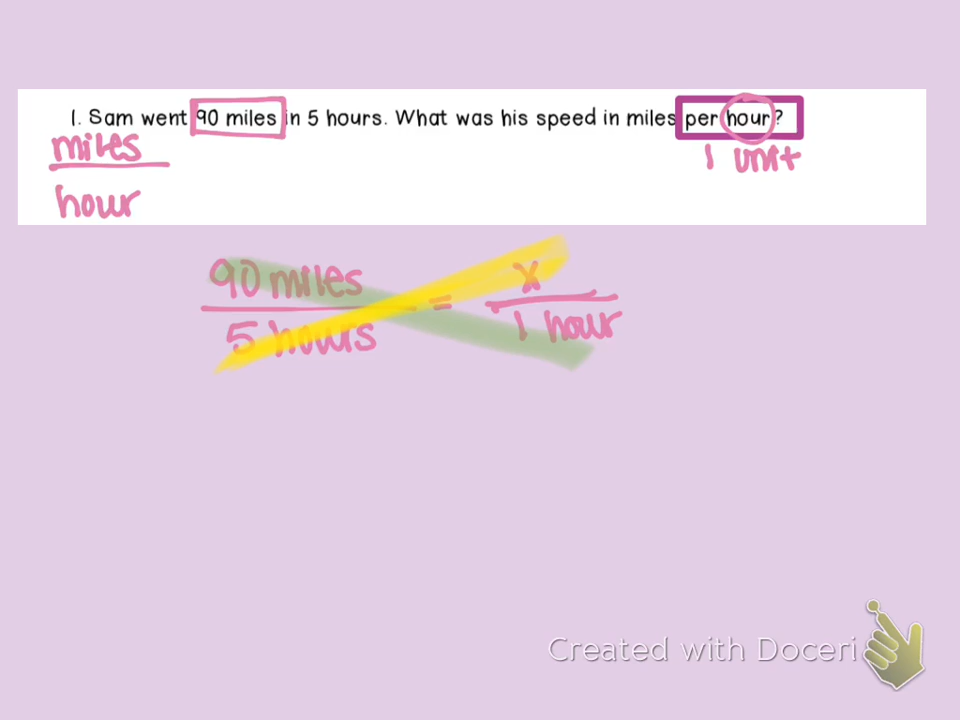 1. Sam went 90 miles in 5 hours. What was his speed in miles per hour?
miles
hour
1 unit
90 miles = x
5 hours 1 hour
Created with Doceri